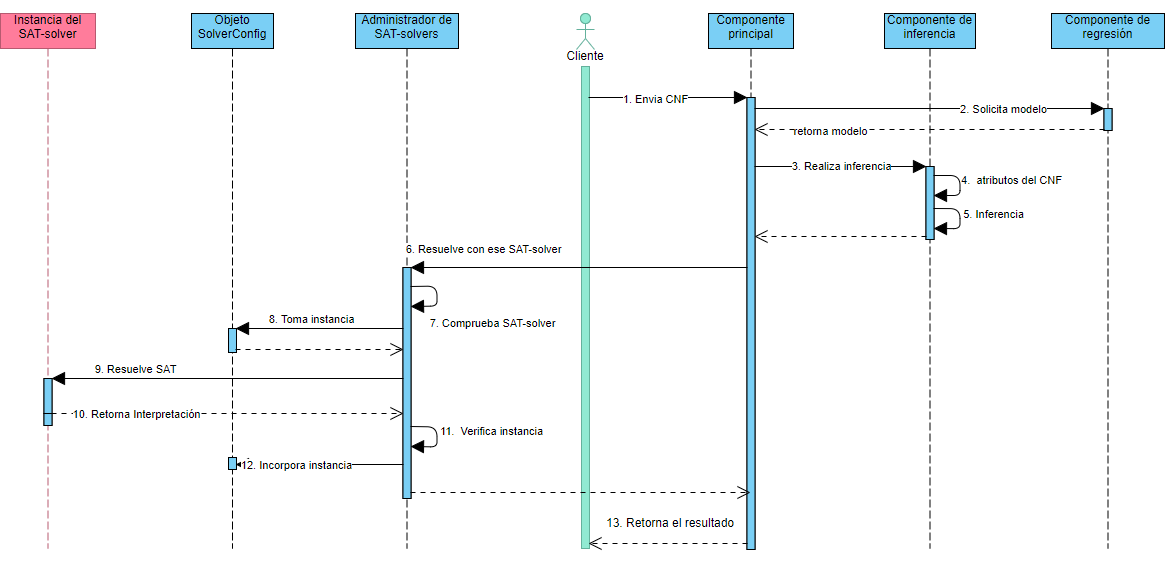 Instancia del
SAT-solver
Objeto
SolverConfig
Administrador de
SAT-solvers
Cliente
Componente
principal
Componente de
inferencia
Componente de
regresión
1. Envia CNF
2. Solicita modelo
retorna modelo
3. Realiza inferencia
4.  atributos del CNF
5. Inferencia
6. Resuelve con ese SAT-solver
7. Comprueba SAT-solver
8. Toma instancia
9. Resuelve SAT
10. Retorna Interpretación
11.  Verifica instancia
12. Incorpora instancia
13. Retorna el resultado